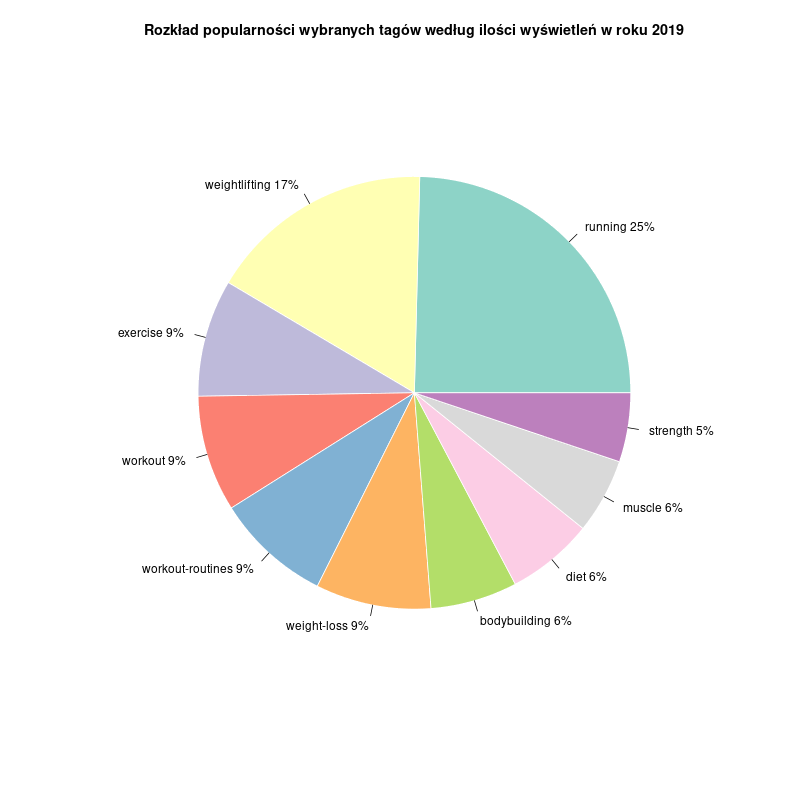 Rozkład popularności wybranych tagów według ilości wyświetleń w roku 2019
weightlifting 17%
running 25%
exercise 9%
strength 5%
workout 9%
muscle 6%
workout-routines 9%
diet 6%
weight-loss 9%
bodybuilding 6%